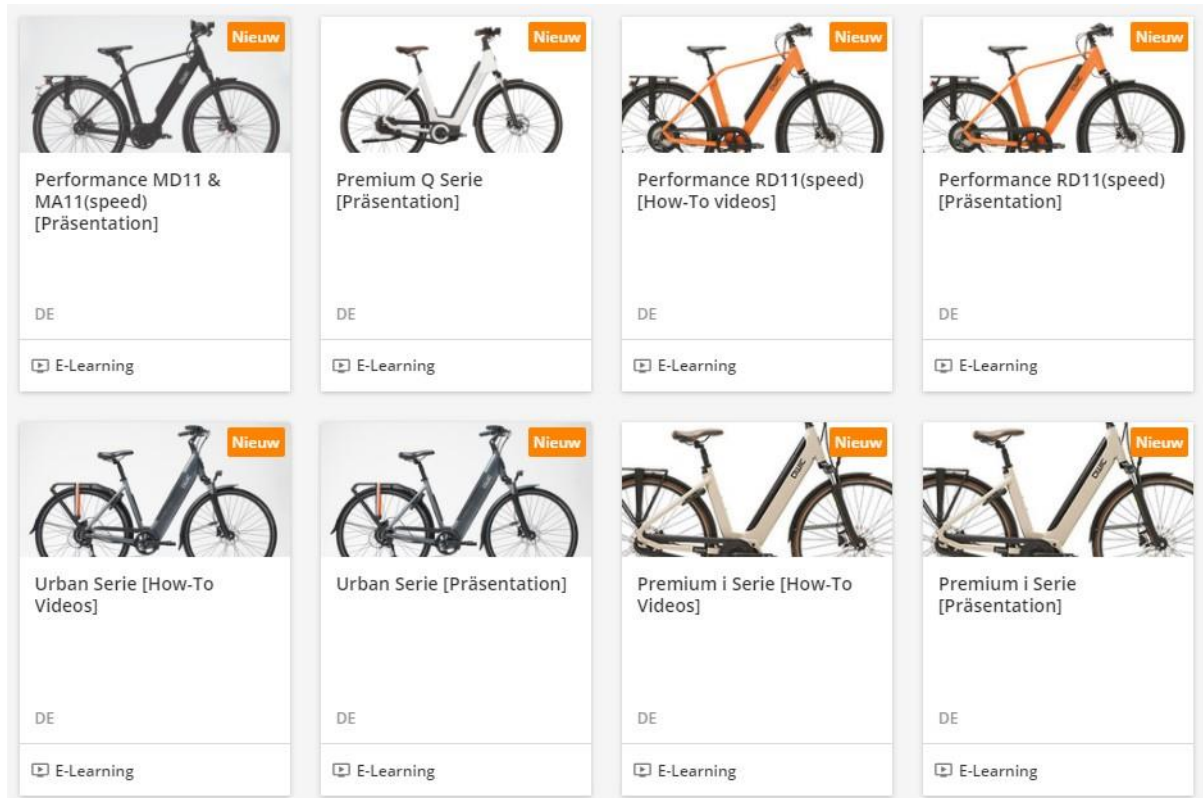 Nieuw
Nieuw
Nieuw
Nieuw
Performance MD11 &
MA11(speed)
[Präsentation]
Premium Q Serie
[Präsentation]
Performance RD11(speed)
[How-To videos]
Performance RD11(speed)
[Präsentation]
DE
DE
DE
DE
E-Learning
E-Learning
E-Learning
E-Learning
Nieuw
Nieuw
Nieuw
Nieuw
QWIC
QWIC
Urban Serie [How-To
Videos]
Urban Serie [Präsentation]
Premium i Serie [How-To
Videos]
Premium i Serie
[Präsentation]
DE
DE
DE
DE
E-Learning
E-Learning
E-Learning
E-Learning